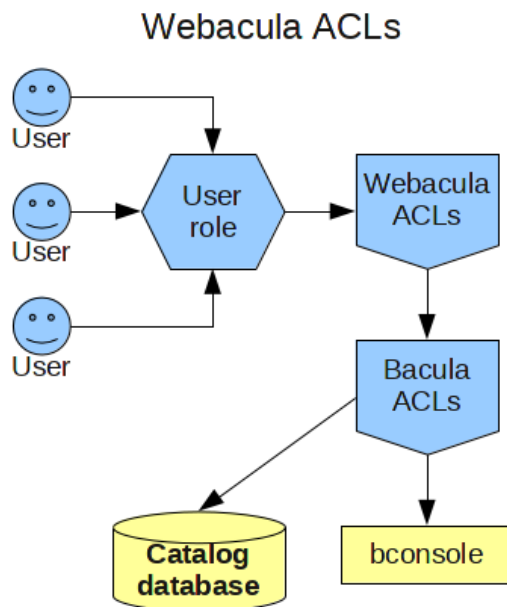 Webacula ACLs
User
User
role
Webacula
ACLs
User
User
Bacula
ACLs
Catalog
database
bconsole